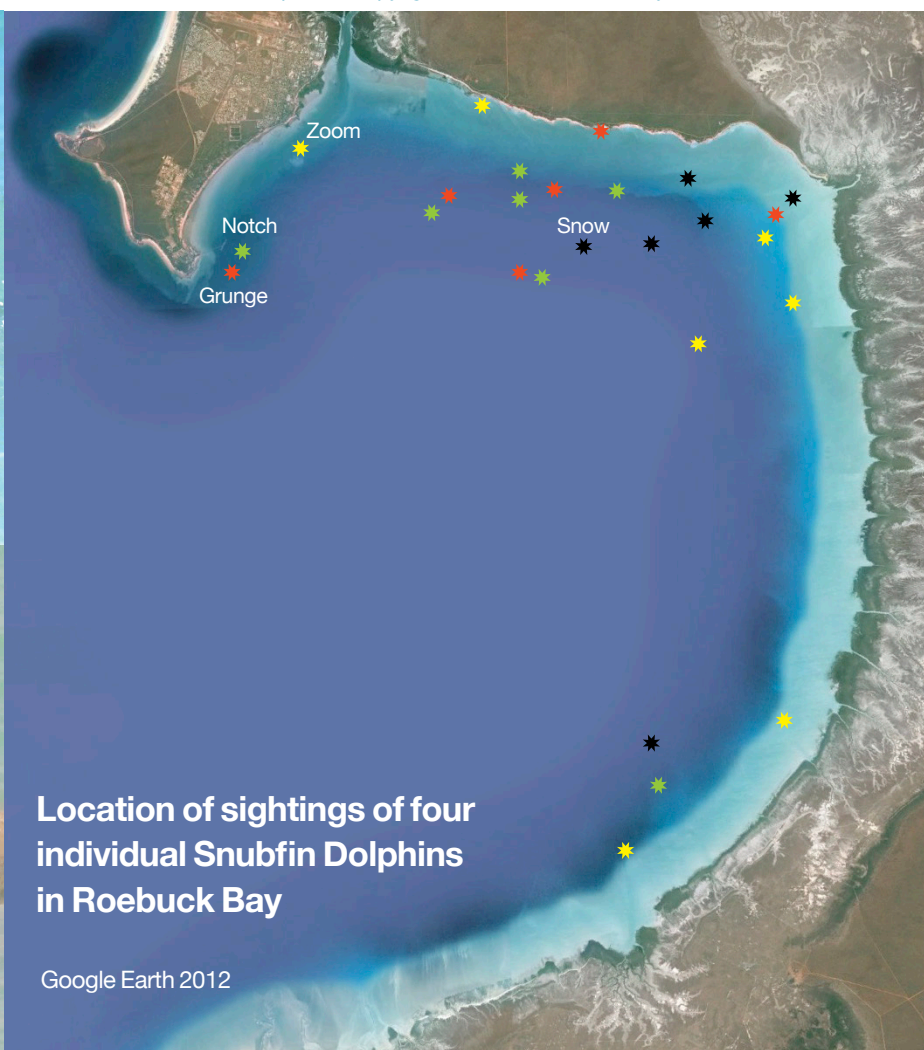 Zoom
Notch
Snow
Grunge
Location of sightings of four
individual Snubfin Dolphins
in Roebuck Bay
Google Earth 2012